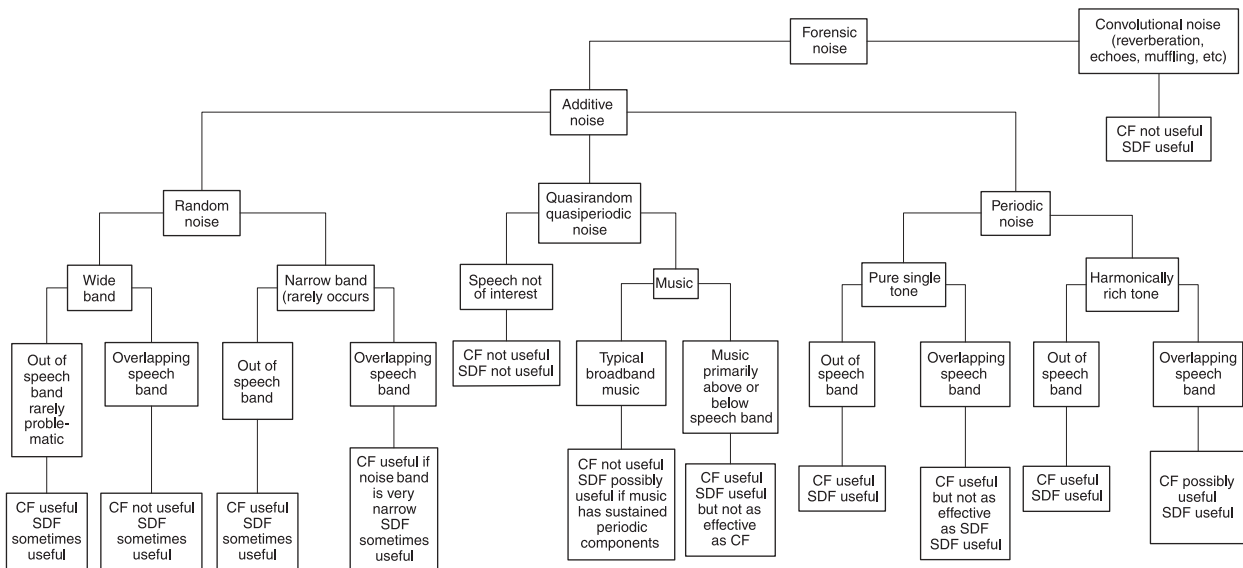 Forensic
noise
Convolutional noise
(reverberation,
echoes, muffling, etc)
Additive
noise
CF not useful
SDF useful
Random
noise
Quasirandom
quasiperiodic
noise
Periodic
noise
Wide
band
Narrow band
(rarely occurs
Speech not
of interest
Music
Pure single
tone
Harmonically
rich tone
Out of
speech
band
rarely
proble-
matic
Overlapping
speech
band
Out of
speech
band
Overlapping
speech
band
CF not useful
SDF not useful
Typical
broadband
music
Music
primarily
above or
below
speech band
Out of
speech
band
Overlapping
speech
band
Out of
speech
band
Overlapping
speech
band
CF useful
SDF
sometimes
useful
CF not useful
SDF
sometimes
useful
CF useful
SDF
sometimes
useful
CF useful if
noise band
is very
narrow
SDF
sometimes
useful
CF not useful
SDF possibly
useful if music
has sustained
periodic
components
CF useful
SDF useful
but not as
effective
as CF
CF useful
SDF useful
CF useful
but not as
effective
as SDF
SDF useful
CF useful
SDF useful
CF possibly
useful
SDF useful